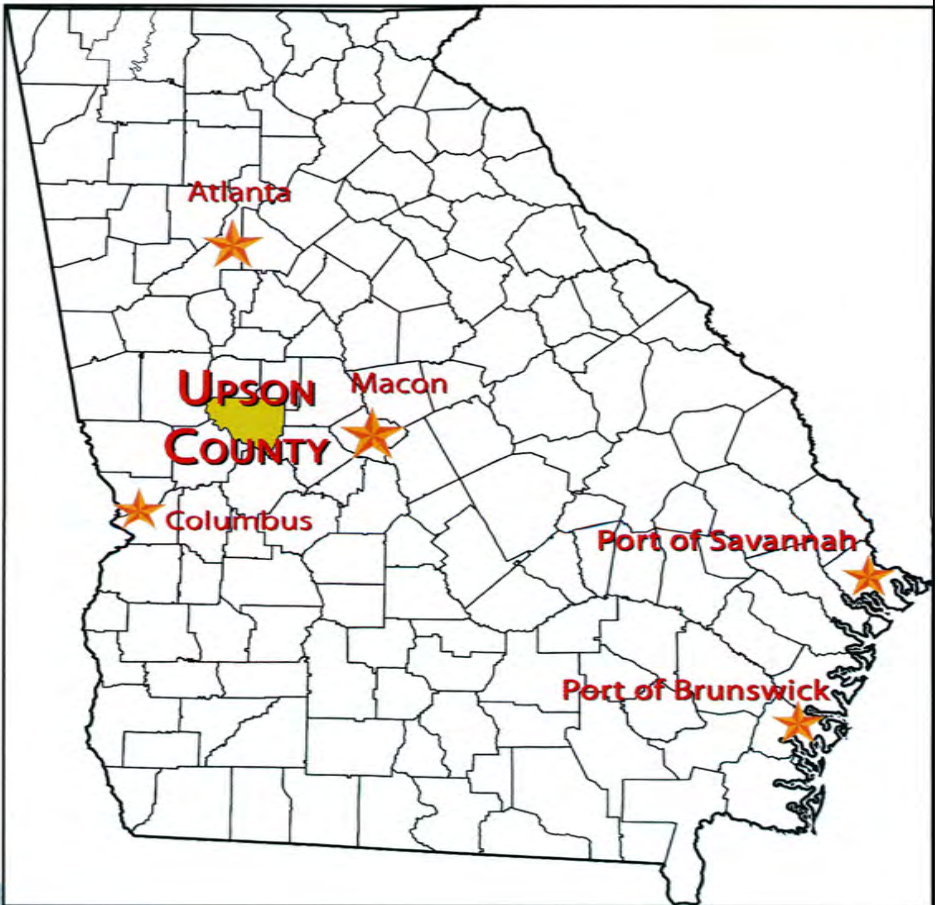 Atlanta
UPSON
COUNTY
Macon
Columbus
Port of Savannah
Port of Brunswick